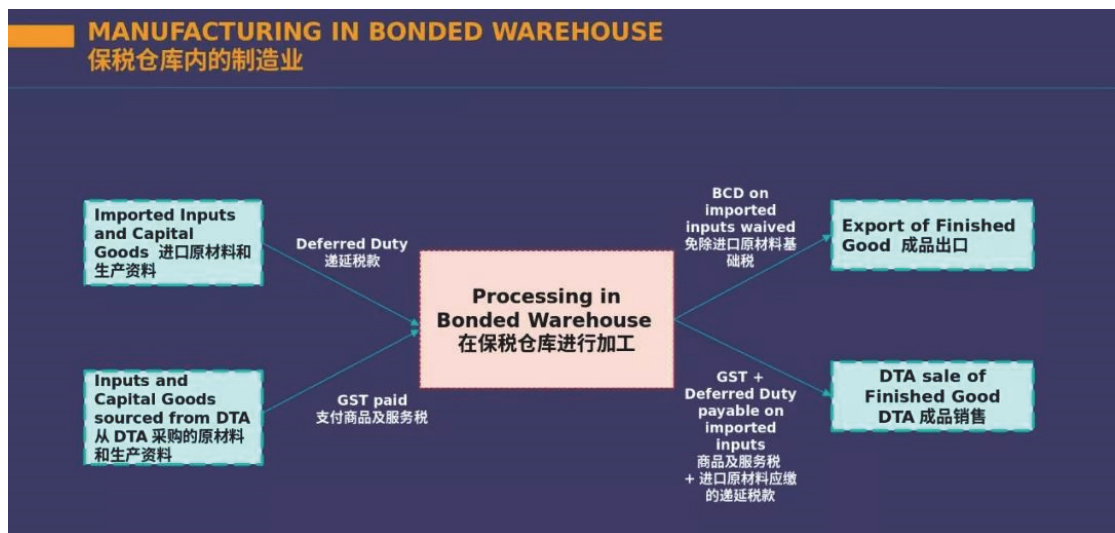 MANUFACTURING IN BONDED WAREHOUSE
保税仓库内的制造业
Imported Inputs
and Capital
Goods 进口原材料和
生产资料
Deferred Duty
递延税款
Inputs and
Capital Goods
sourced from DTA
从 DTA 采购的原材料
和生产资料
GST paid
支付商品及服务税
Processing in
Bonded Warehouse
在保税仓库进行加工
BCD on
imported
inputs waived
免除进口原材料基
础税
Export of Finished
Good 成品出口
GST +
Deferred Duty
payable on
imported
inputs
商品及服务税
+ 进口原材料应缴
的递延税款
DTA sale of
Finished Good
DTA 成品销售